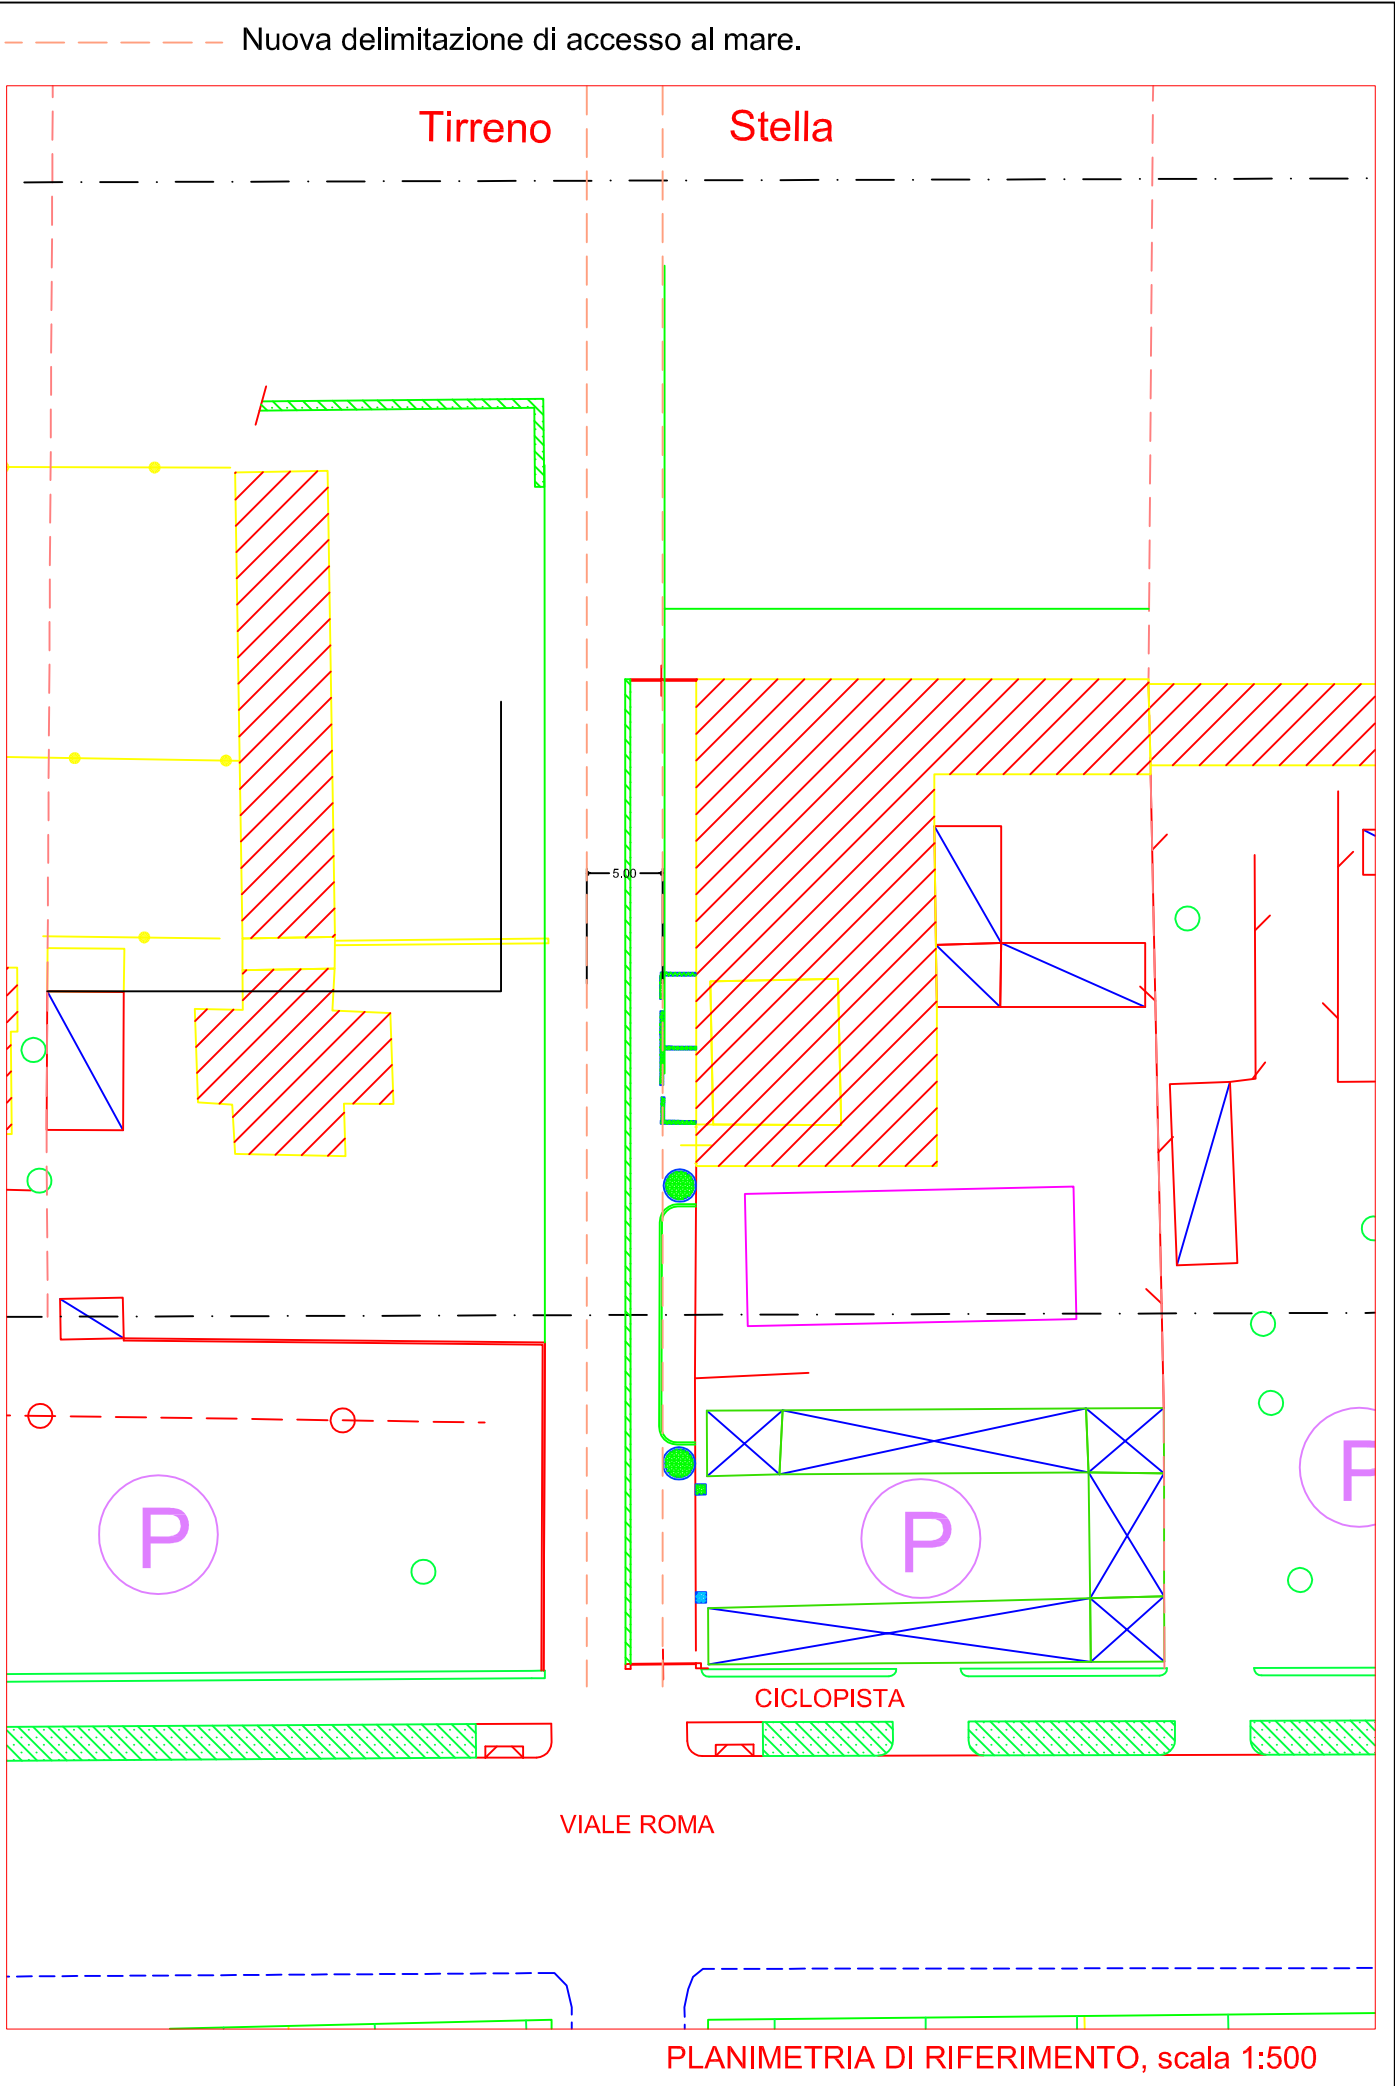 Nuova delimitazione di accesso al mare.
Tirreno
Stella
5.00
P
P
P
CICLOPISTA
VIALE ROMA
PLANIMETRIA DI RIFERIMENTO, scala 1:500